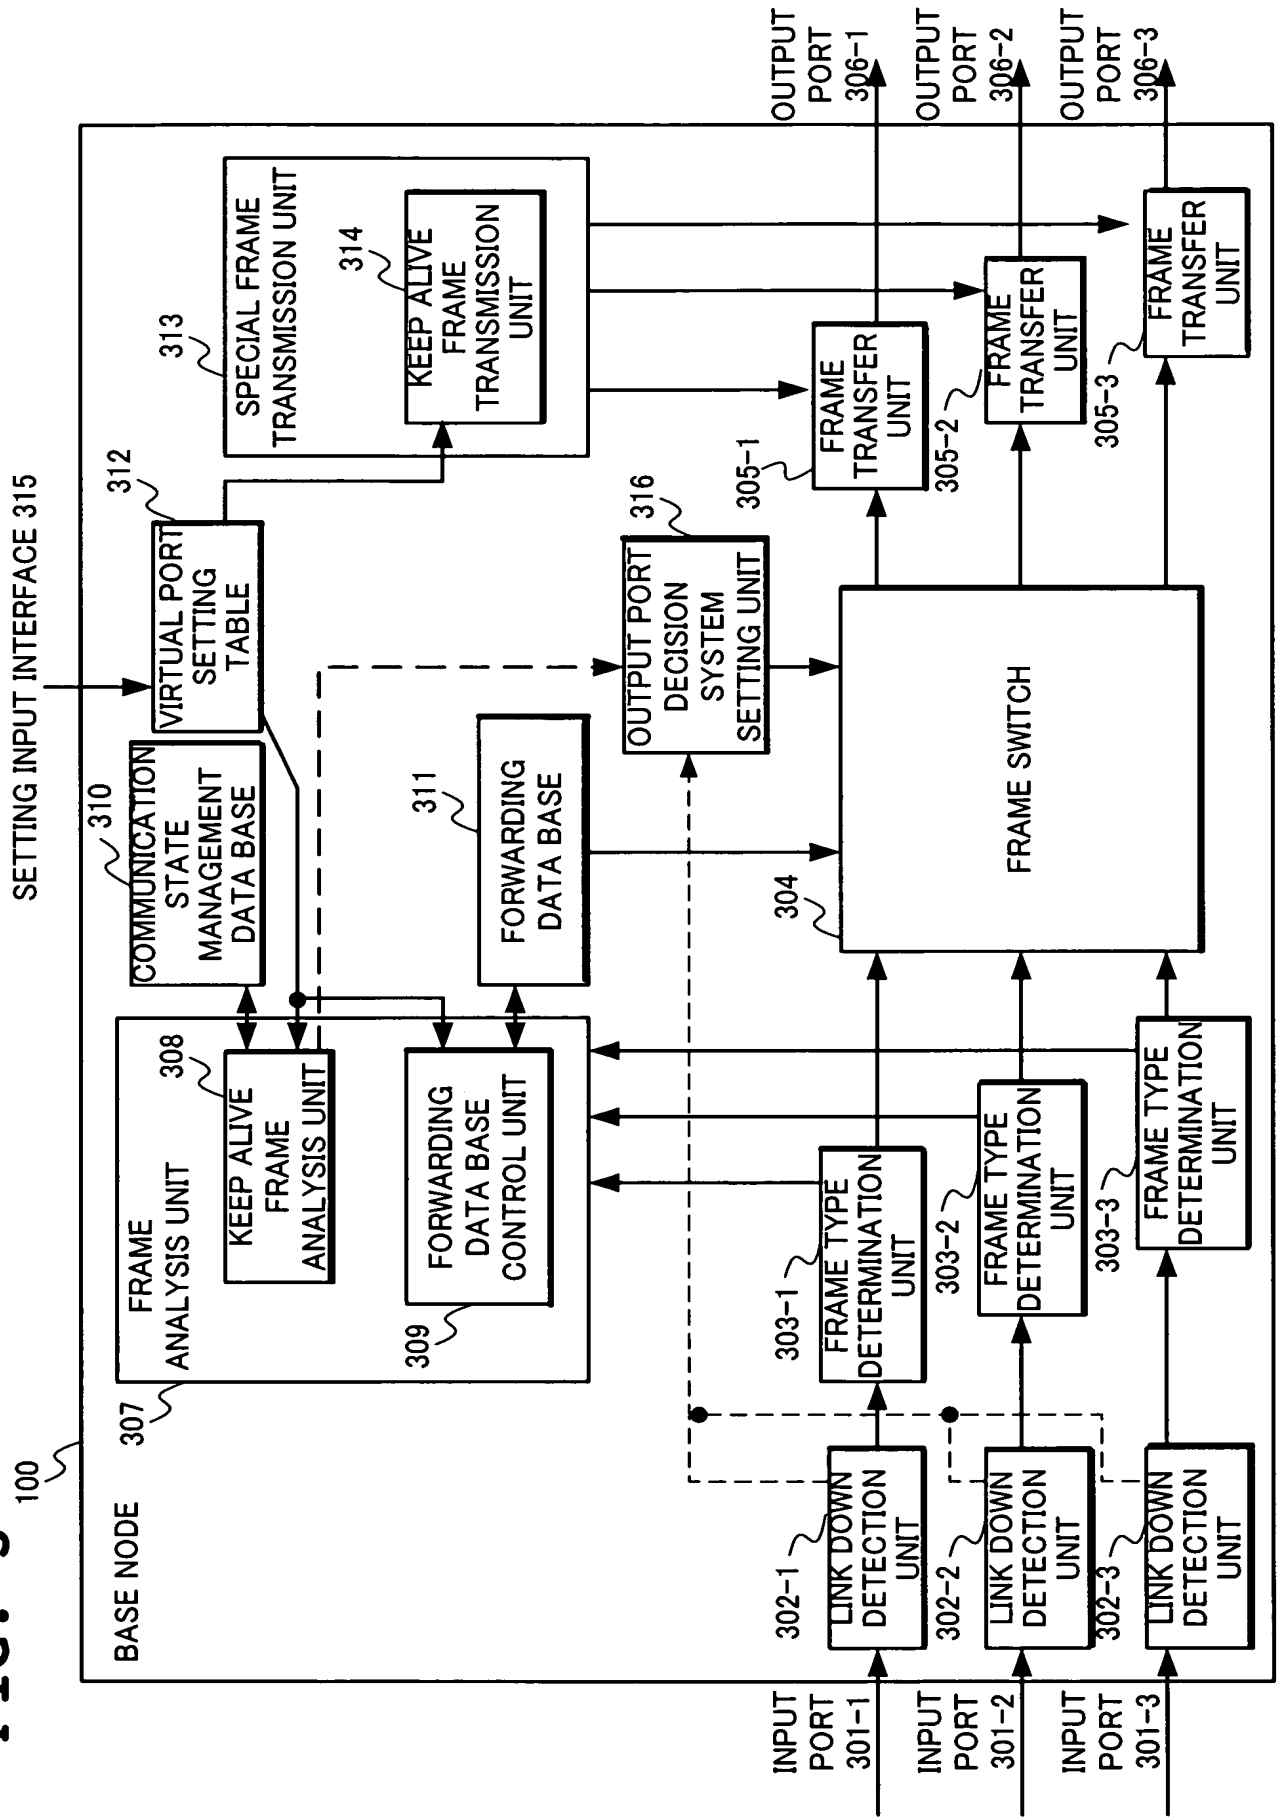 100
BASE NODE
SETTING INPUT INTERFACE 315
307
FRAME
ANALYSIS UNIT
308
KEEP ALIVE
FRAME
ANALYSIS UNIT
309
FORWARDING
DATA BASE
CONTROL UNIT
310
COMMUNICATION
STATE
MANAGEMENT
DATA BASE
311
FORWARDING
DATA BASE
312
VIRTUAL PORT
SETTING
TABLE
313
SPECIAL FRAME
TRANSMISSION UNIT
314
KEEP ALIVE
FRAME
TRANSMISSION
UNIT
316
OUTPUT PORT
DECISION
SYSTEM
SETTING UNIT
INPUT
PORT
301-1
302-1
LINK DOWN
DETECTION
UNIT
303-1
FRAME TYPE
DETERMINATION
UNIT
304
FRAME SWITCH
305-1
FRAME
TRANSFER
UNIT
OUTPUT
PORT
306-1
INPUT
PORT
301-2
302-2
LINK DOWN
DETECTION
UNIT
303-2
FRAME TYPE
DETERMINATION
UNIT
305-2
FRAME
TRANSFER
UNIT
OUTPUT
PORT
306-2
INPUT
PORT
301-3
302-3
LINK DOWN
DETECTION
UNIT
303-3
FRAME TYPE
DETERMINATION
UNIT
305-3
FRAME
TRANSFER
UNIT
OUTPUT
PORT
306-3